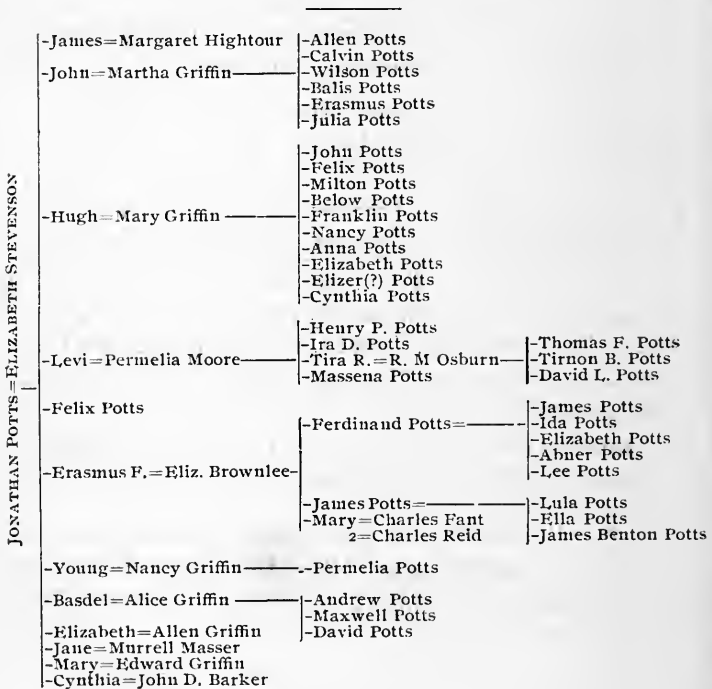 JONATHAN POTTS=ELIZABETH STEVENSON
-James=Margaret Hightour
-John=Martha Griffin
-Allen Potts
-Calvin Potts
-Wilson Potts
-Balis Potts
-Erasmus Potts
-Julia Potts
-Hugh=Mary Griffin
-John Potts
-Felix Potts
-Milton Potts
-Below Potts
-Franklin Potts
-Nancy Potts
-Anna Potts
-Elizabeth Potts
-Elizer(?) Potts
-Cynthia Potts
-Levi=Permelia Moore
-Henry P. Potts
-Ira D. Potts
-Tira R.=R. M Osburn
-Massena Potts
-Thomas F. Potts
-Tirnon B. Potts
-David L. Potts
-Felix Potts
-Erasmus F.=Eliz. Brownlee
-Ferdinand Potts=
-James Potts
-Ida Potts
-Elizabeth Potts
-Abner Potts
-Lee Potts
-James Potts=
-Mary=Charles Fant
2=Charles Reid
-Lula Potts
-Ella Potts
-James Benton Potts
-Young=Nancy Griffin
-Permelia Potts
-Basdel=Alice Griffin
-Andrew Potts
-Maxwell Potts
-David Potts
-Elizabeth=Allen Griffin
-Jane=Murrell Masser
-Mary=Edward Griffin
-Cynthia=John D. Barker